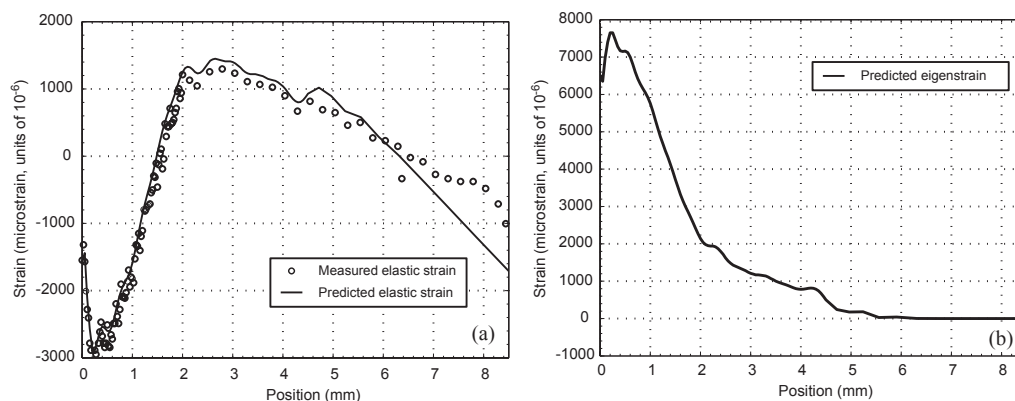 2000
1000
0
-1000
-2000
-3000
Strain (microstrain, units of 10⁻⁶)
Measured elastic strain
Predicted elastic strain
(a)
0 1 2 3 4 5 6 7 8
Position (mm)
8000
7000
6000
5000
4000
3000
2000
1000
0
-1000
Strain (microstrain, units of 10⁻⁶)
Predicted eigenstrain
(b)
0 1 2 3 4 5 6 7 8
Position (mm)